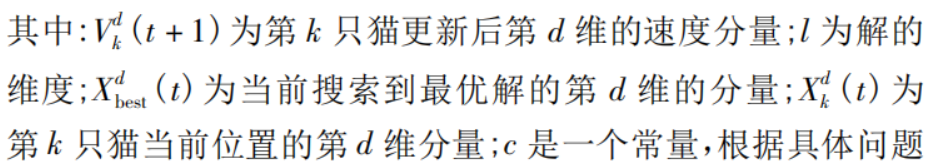 其中:$V_k^d(t+1)$为第 k 只猫更新后第 d 维的速度分量;l 为解的
维度;$X_{\text{best}}^d(t)$为当前搜索到最优解的第 d 维的分量;$X_k^d(t)$为
第 k 只猫当前位置的第 d 维分量;c 是一个常量,根据具体问题